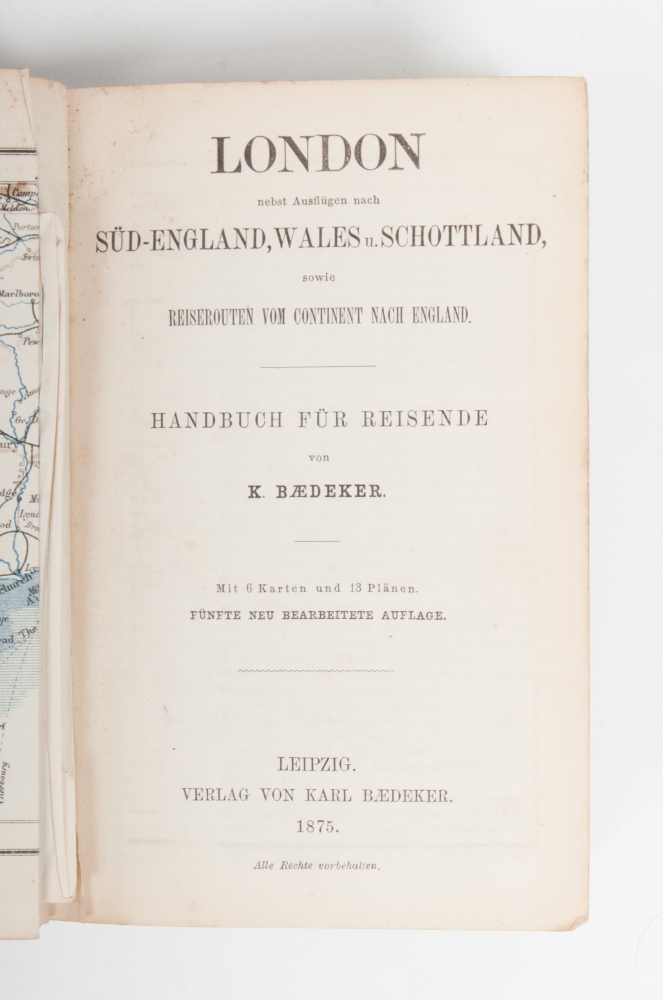 LONDON
nebst Ausflügen nach
SÜD-ENGLAND, WALES u. SCHOTTLAND,
sowie
REISEROUTEN VOM CONTINENT NACH ENGLAND.
HANDBUCH FÜR REISENDE
von
K. BÆDEKER.
Mit 6 Karten und 13 Plänen.
FÜNFTE NEU BEARBEITETE AUFLAGE.
LEIPZIG.
VERLAG VON KARL BÆDEKER.
1875.
Alle Rechte vorbehalten.